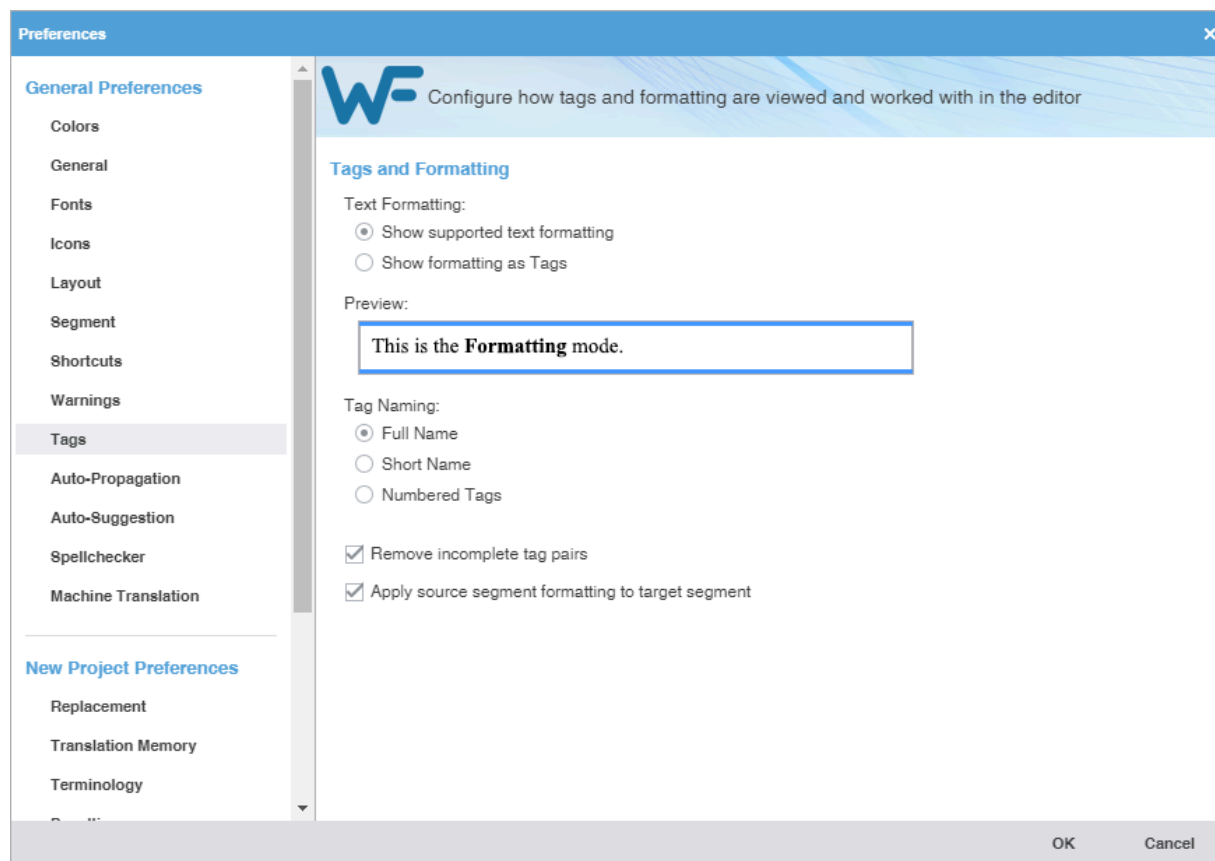 Preferences
General Preferences
Colors
General
Fonts
Icons
Layout
Segment
Shortcuts
Warnings
Tags
Auto-Propagation
Auto-Suggestion
Spellchecker
Machine Translation
New Project Preferences
Replacement
Translation Memory
Terminology
WF
Configure how tags and formatting are viewed and worked with in the editor
Tags and Formatting
Text Formatting:
Show supported text formatting
Show formatting as Tags
Preview:
This is the Formatting mode.
Tag Naming:
Full Name
Short Name
Numbered Tags
Remove incomplete tag pairs
Apply source segment formatting to target segment
OK
Cancel